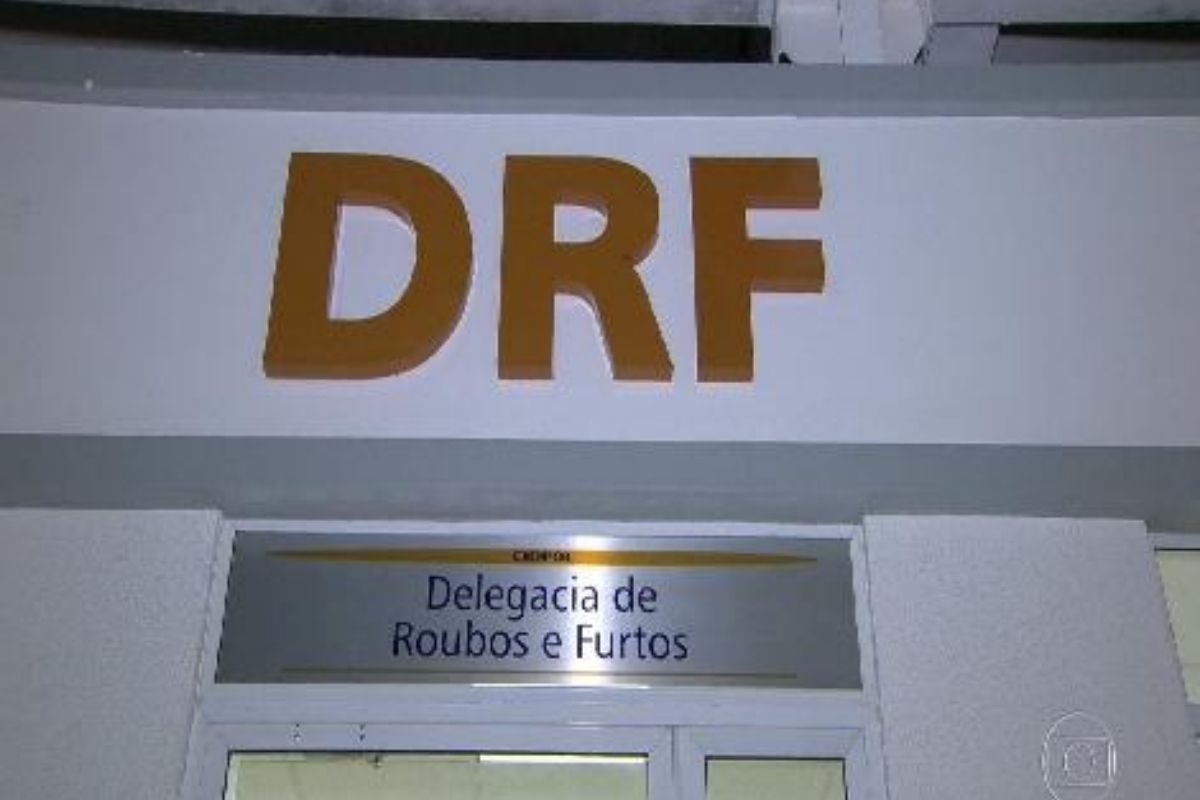 DRF
Delegacia de
Roubos e Furtos